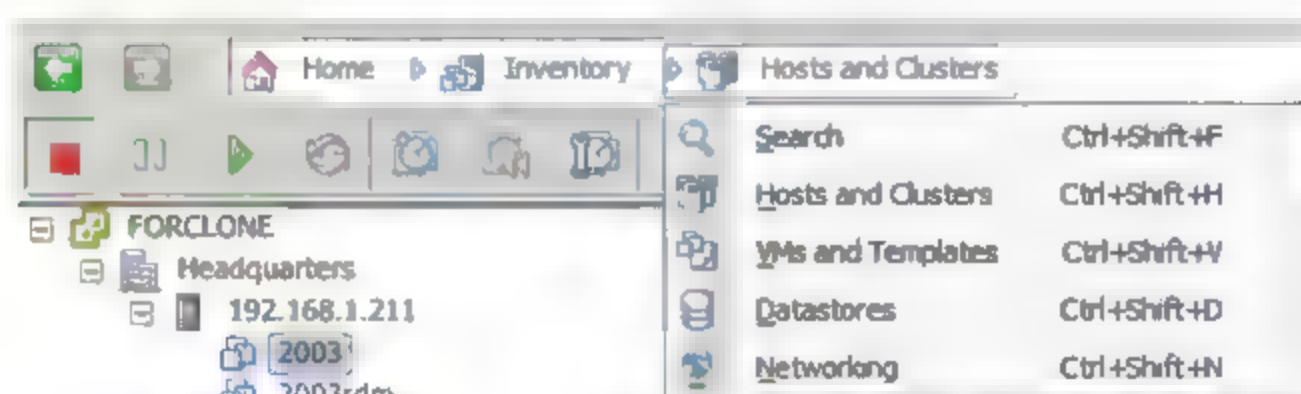 Home Inventory Hosts and Clusters
Search Ctrl+Shift+F
Hosts and Clusters Ctrl+Shift+H
VMs and Templates Ctrl+Shift+V
Datastores Ctrl+Shift+D
Networking Ctrl+Shift+N
FORCLONE
Headquarters
192.168.1.211
2003
2003rdm